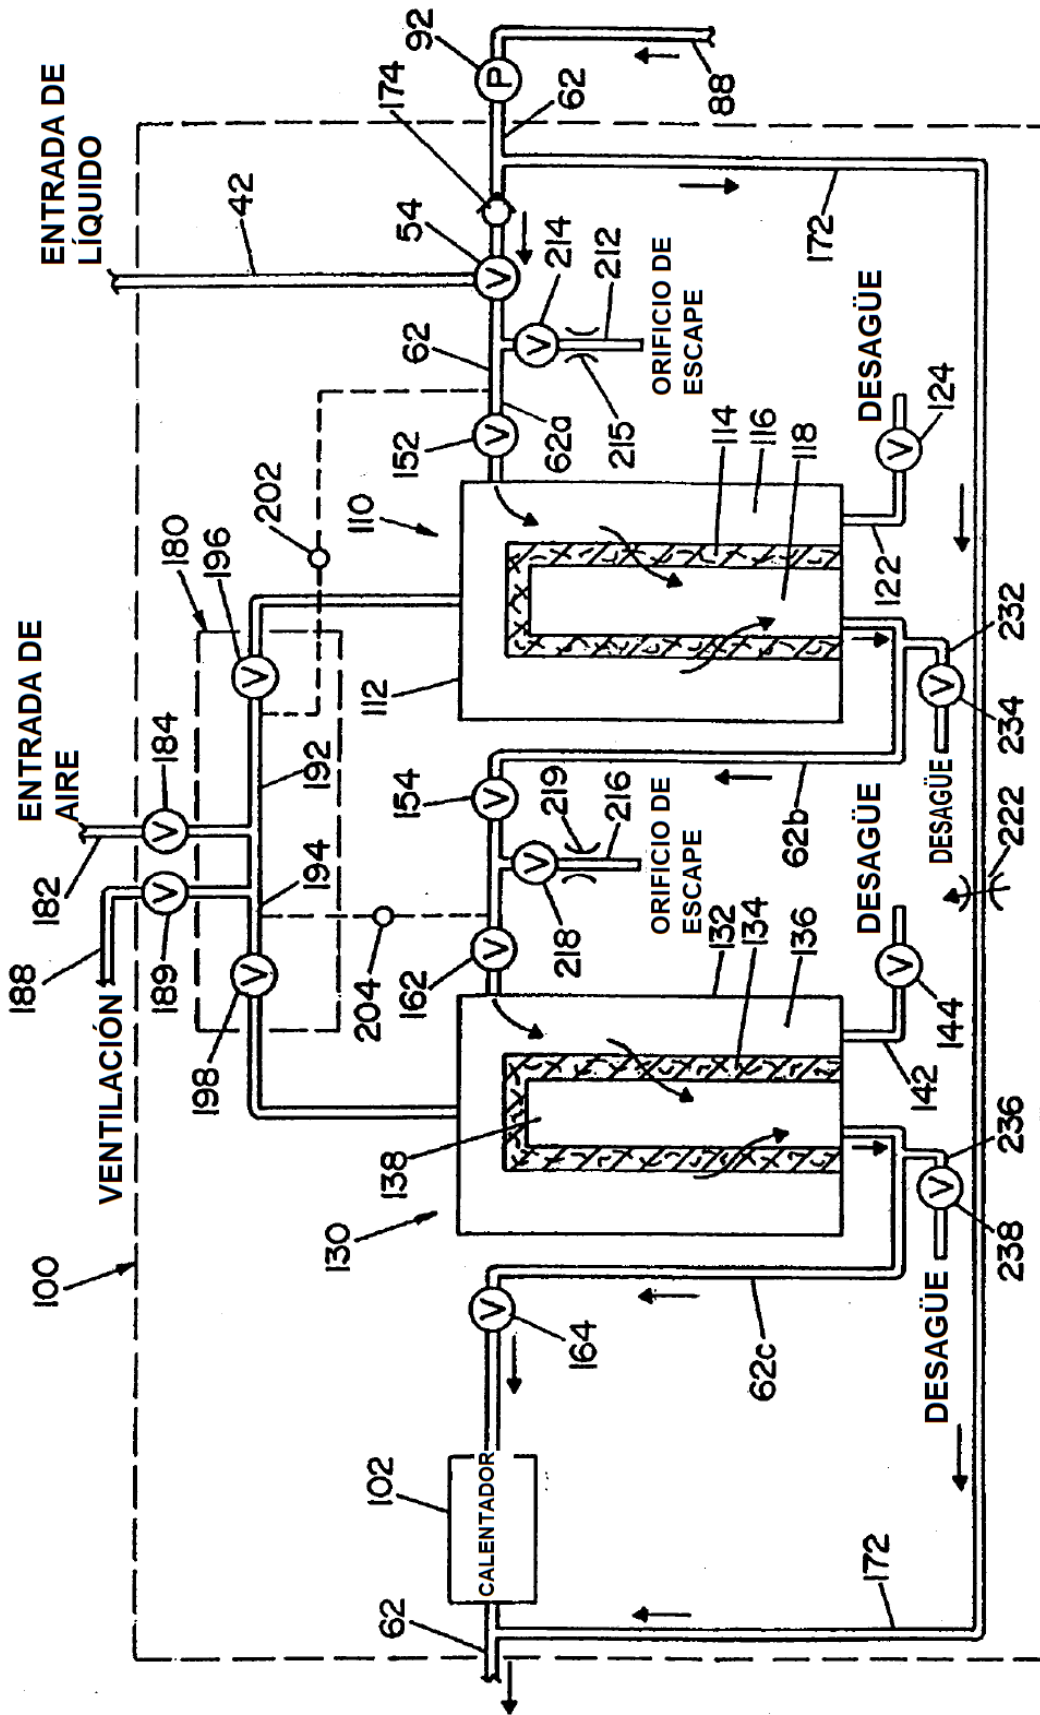 ENTRADA DE
LÍQUIDO
42
54
174
92
P
62
88
V
214
212
ORIFICIO DE
ESCAPE
215
62
62a
152
V
V
172
DESAGÜE
124
V
114
116
118
110
202
180
196
V
122
112
232
234
V
DESAGÜE
ENTRADA DE
AIRE
184
V
182
192
194
188
189
V
VENTILACIÓN
198
V
204
154
V
219
216
218
V
ORIFICIO DE
ESCAPE
162
V
62b
DESAGÜE
222
132
134
136
144
V
142
138
130
236
238
V
DESAGÜE
100
164
V
62c
102
CALENTADOR
62
172